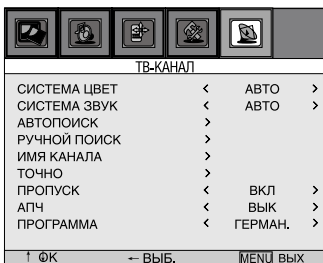 ТВ-КАНАЛ
СИСТЕМА ЦВЕТ < АВТО >
СИСТЕМА ЗВУК < АВТО >
АВТОПОИСК >
РУЧНОЙ ПОИСК >
ИМЯ КАНАЛА >
ТОЧНО >
ПРОПУСК < ВКЛ >
АПЧ < ВЫК >
ПРОГРАММА < ГЕРМАН. >
↑ ОК ← ВЫБ. MENU ВЫХ